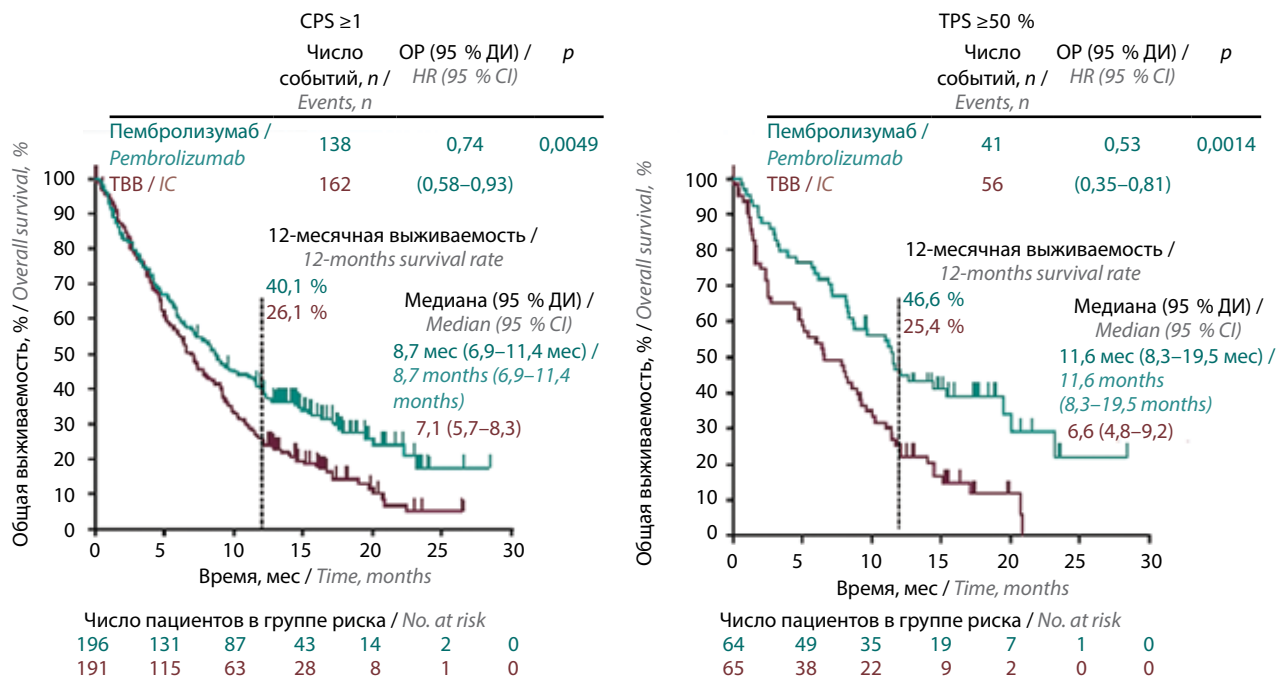 CPS ≥1
Число событий, n / Events, n
ОР (95 % ДИ) / HR (95 % CI)
p
Пембролизумаб / Pembrolizumab
138
0,74
0,0049
ТВВ / IC
162
(0,58–0,93)
12-месячная выживаемость /
12-months survival rate
40,1 %
26,1 %
Медиана (95 % ДИ) /
Median (95 % CI)
8,7 мес (6,9–11,4 мес) /
8,7 months (6,9–11,4
months)
7,1 (5,7–8,3)
Общая выживаемость, % / Overall survival, %
100
90
80
70
60
50
40
30
20
10
0
0 5 10 15 20 25 30
Время, мес / Time, months
Число пациентов в группе риска / No. at risk
196 131 87 43 14 2 0
191 115 63 28 8 1 0
TPS ≥50 %
Число событий, n / Events, n
ОР (95 % ДИ) / HR (95 % CI)
p
Пембролизумаб / Pembrolizumab
41
0,53
0,0014
ТВВ / IC
56
(0,35–0,81)
12-месячная выживаемость /
12-months survival rate
46,6 %
25,4 %
Медиана (95 % ДИ) /
Median (95 % CI)
11,6 мес (8,3–19,5 мес) /
11,6 months
(8,3–19,5 months)
6,6 (4,8–9,2)
Общая выживаемость, % / Overall survival, %
100
90
80
70
60
50
40
30
20
10
0
0 5 10 15 20 25 30
Время, мес / Time, months
Число пациентов в группе риска / No. at risk
64 49 35 19 7 1 0
65 38 22 9 2 0 0